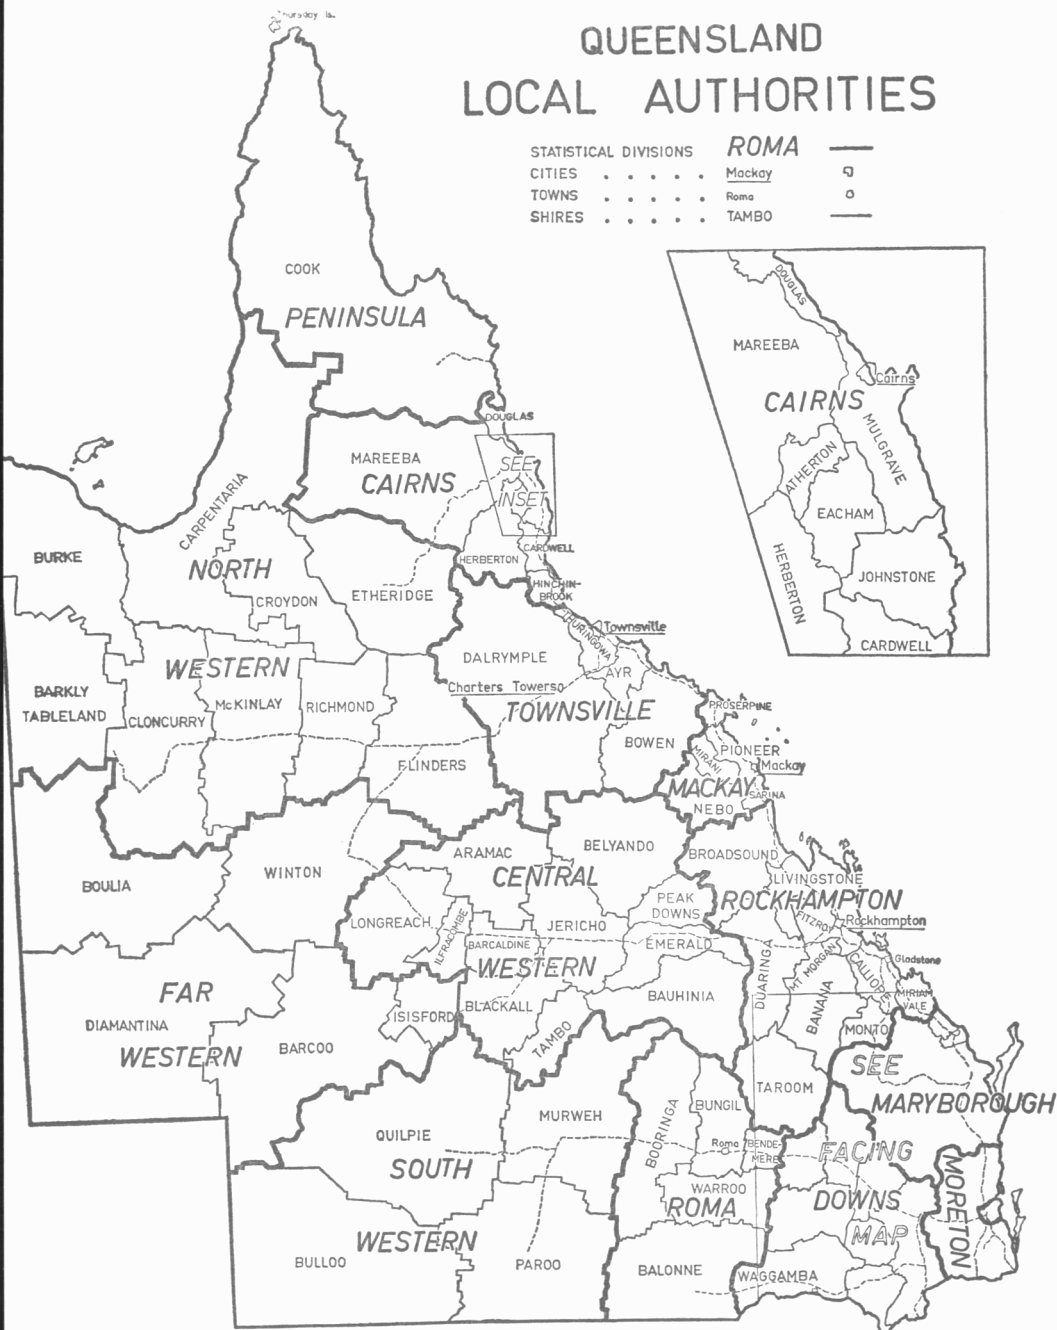 Thursday Is.
QUEENSLAND
LOCAL AUTHORITIES
STATISTICAL DIVISIONS ROMA
CITIES . . . . . Mackay
TOWNS . . . . . Roma
SHIRES . . . . . TAMBO
COOK
PENINSULA
DOUGLAS
MAREEBA
CAIRNS
SEE
INSET
CARPENTARIA
BURKE
NORTH
CROYDON
ETHERIDGE
HERBERTON
CARDWELL
HINCHIN-
BROOK
THURINGOWA
Townsville
WESTERN
DALRYMPLE
AYR
BARKLY
TABLELAND
CLONCURRY
McKINLAY
RICHMOND
Charters Towers
TOWNSVILLE
PROSERPINE
BOWEN
FLINDERS
MIRANI
PIONEER
Mackay
MACKAY
SARINA
NEBO
DOUGLAS
MAREEBA
Cairns
CAIRNS
MULGRAVE
ATHERTON
EACHAM
HERBERTON
JOHNSTONE
CARDWELL
BOULIA
WINTON
ARAMAC
BELYANDO
BROADSOUND
CENTRAL
LIVINGSTONE
PEAK
DOWNS
ROCKHAMPTON
LONGREACH
ILFRACOMBE
JERICHO
FITZROY
Rockhampton
BARCALDINE
EMERALD
WESTERN
DUARINGA
MT MORGAN
CALLIOPE
Gladstone
BANANA
MIRIAM
VALE
FAR
BAUHINIA
BLACKALL
ISISFORD
TAMBO
MONTO
DIAMANTINA
WESTERN
BARCOO
SEE
TAROOM
MARYBOROUGH
MURWEH
BOORINGA
BUNGIL
QUILPIE
Roma
BENDE-
MERE
FACING
SOUTH
WARROO
ROMA
DOWNS
MORETON
WESTERN
MAP
BULLOO
PAROO
BALONNE
WAGGAMBA